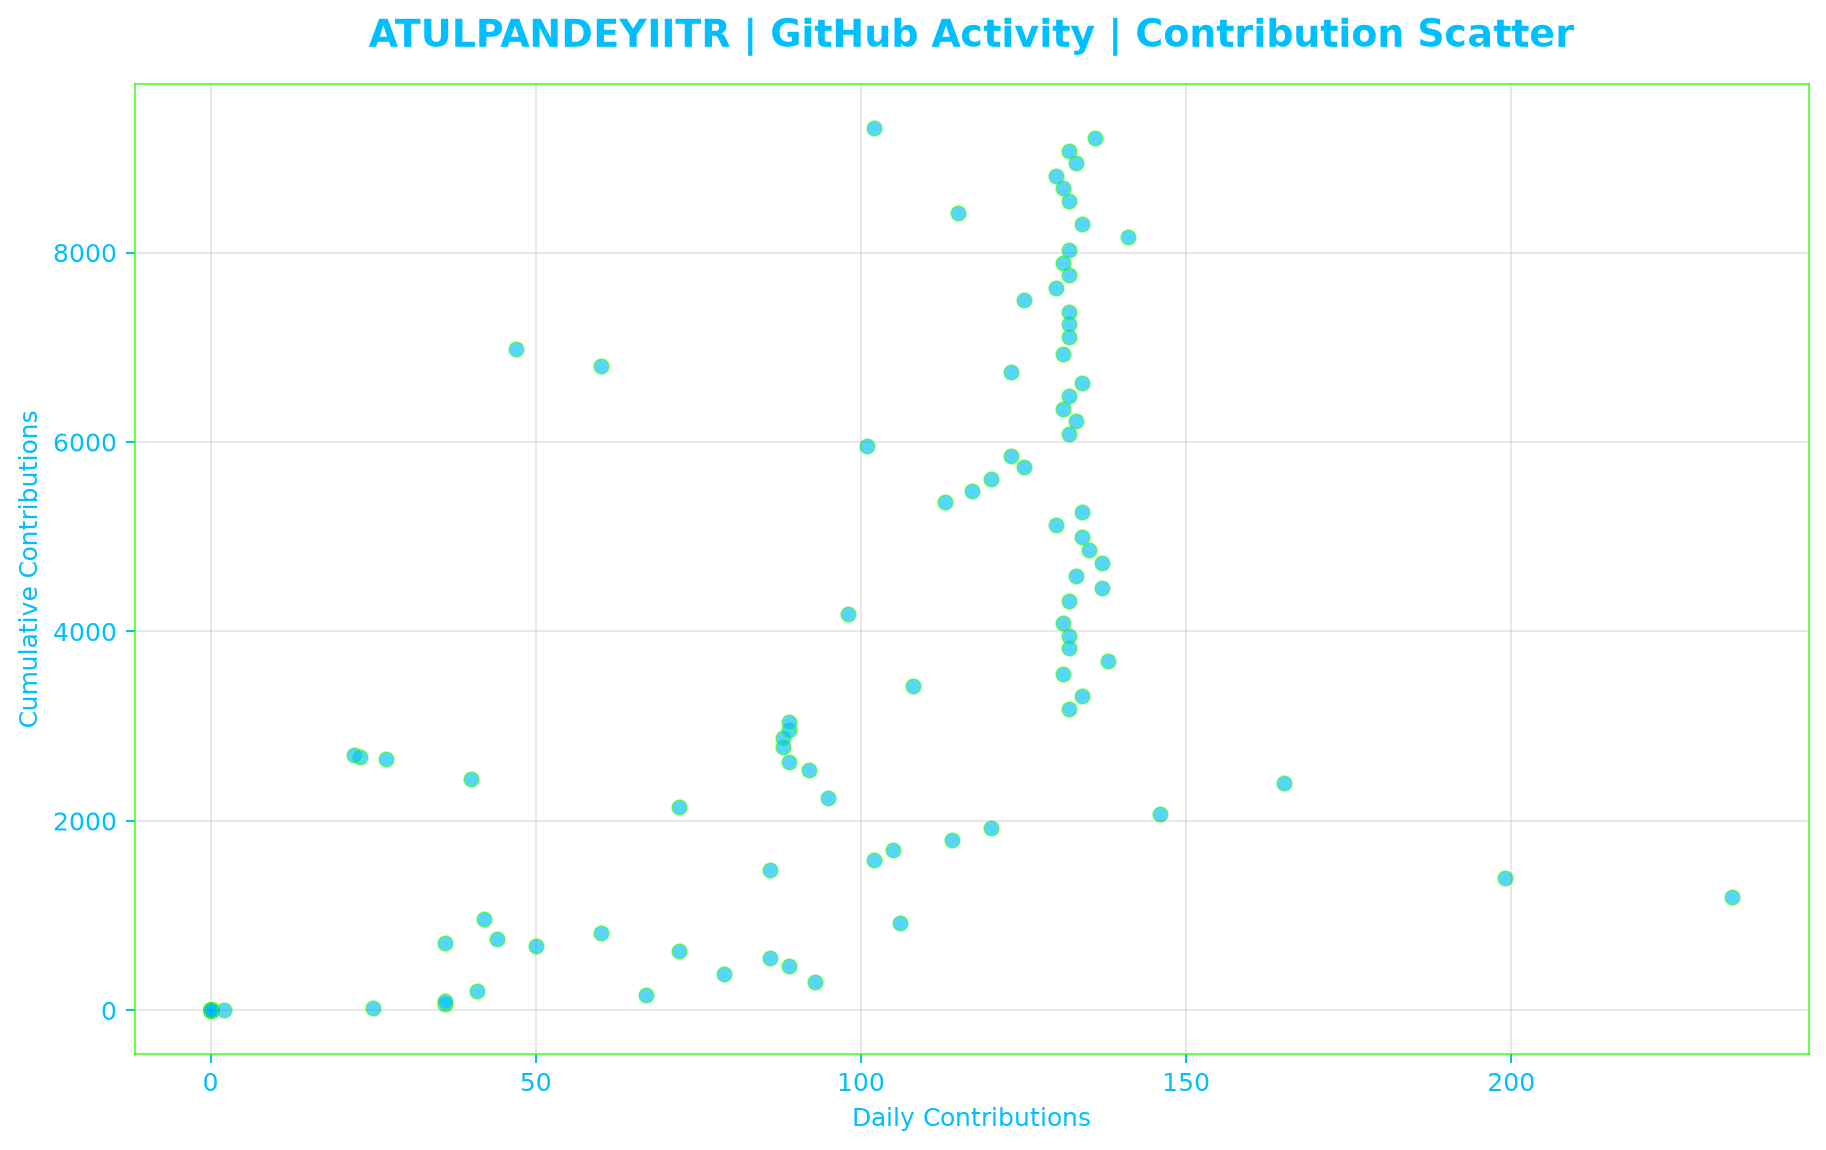 ATULPANDEYIITR | GitHub Activity | Contribution Scatter
8000
6000
4000
2000
0
Cumulative Contributions
0 50 100 150 200
Daily Contributions